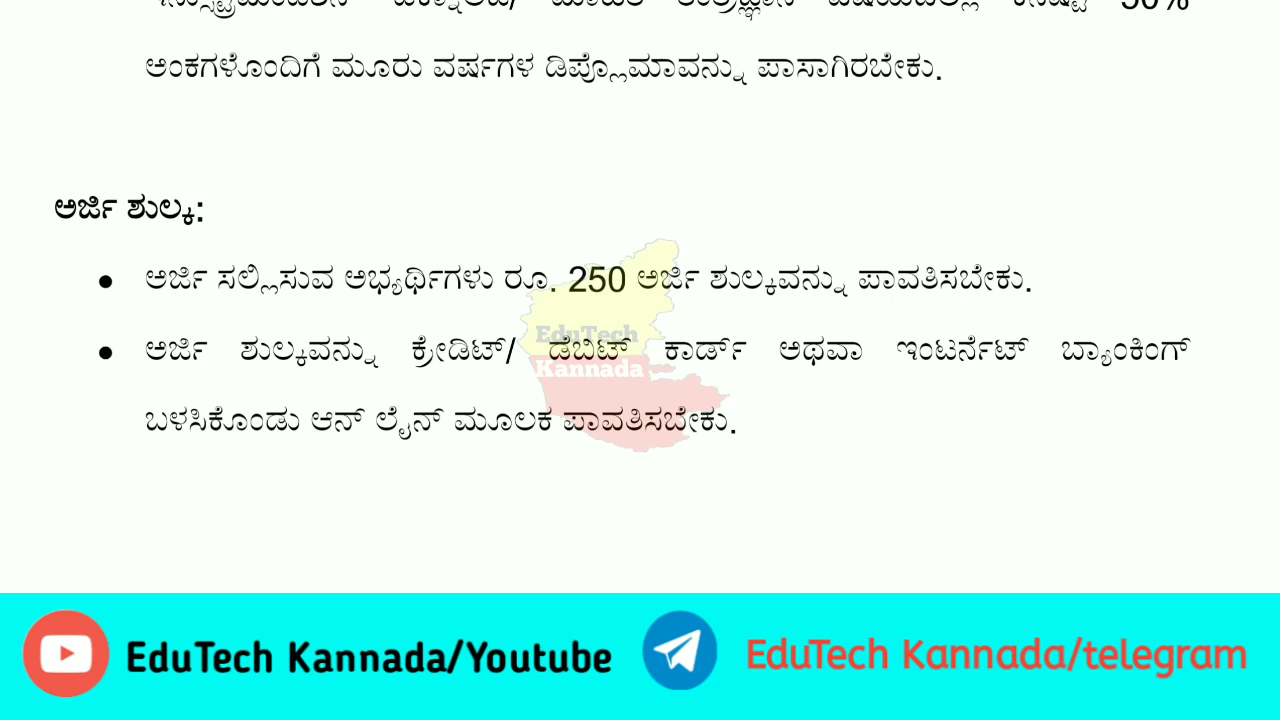 50%
ಅಂಕಗಳೊಂದಿಗೆ ಮೂರು ವರ್ಷಗಳ ಡಿಪ್ಲೊಮಾವನ್ನು ಪಾಸಾಗಿರಬೇಕು.
ಅರ್ಜಿ ಶುಲ್ಕ:
● ಅರ್ಜಿ ಸಲ್ಲಿಸುವ ಅಭ್ಯರ್ಥಿಗಳು ರೂ. 250 ಅರ್ಜಿ ಶುಲ್ಕವನ್ನು ಪಾವತಿಸಬೇಕು.
● ಅರ್ಜಿ ಶುಲ್ಕವನ್ನು ಕ್ರೇಡಿಟ್/ ಡೆಬಿಟ್ ಕಾರ್ಡ್ ಅಥವಾ ಇಂಟರ್ನೆಟ್ ಬ್ಯಾಂಕಿಂಗ್
ಬಳಸಿಕೊಂಡು ಆನ್ ಲೈನ್ ಮೂಲಕ ಪಾವತಿಸಬೇಕು.
EduTech
Kannada
EduTech Kannada/Youtube
EduTech Kannada/telegram